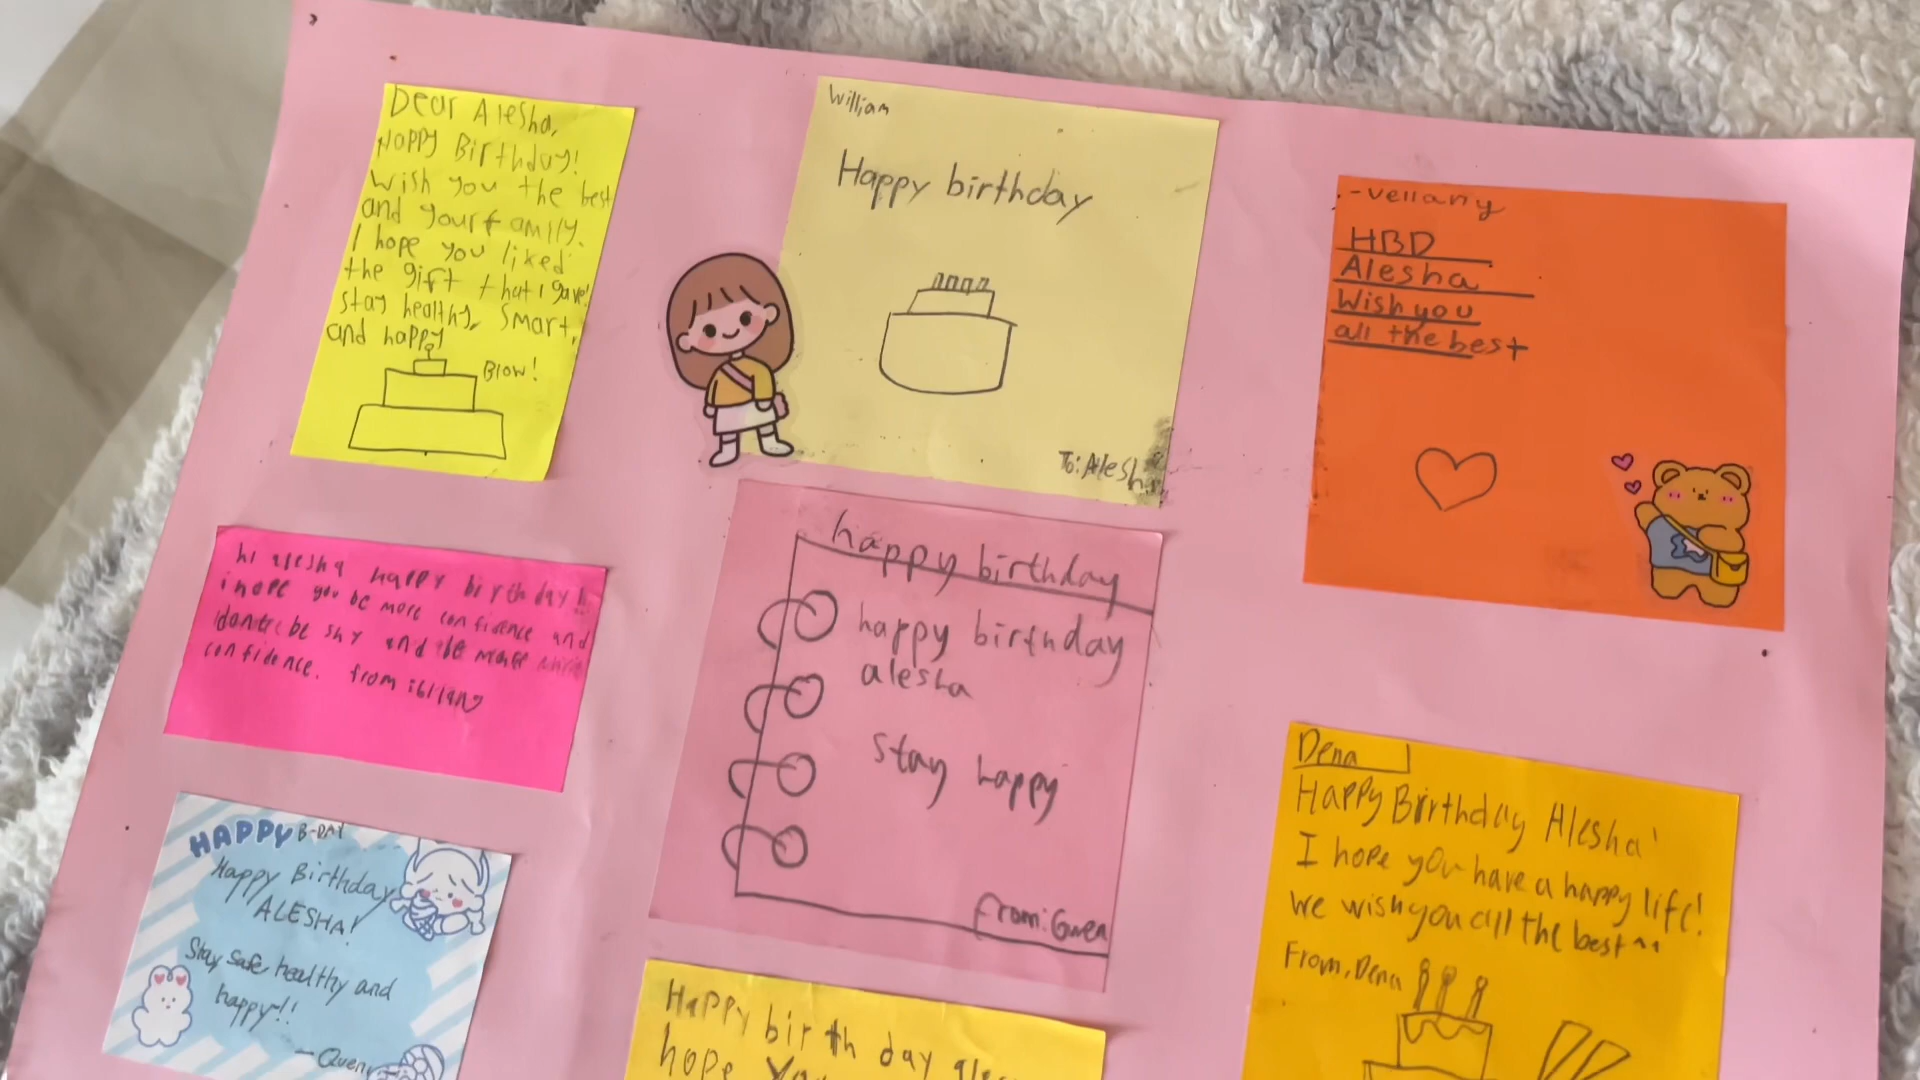 Dear Alesha,
Happy Birthday!
Wish you the best
and your family.
I hope you liked
the gift that I gave!
stay healthy, smart,
and happy
Blow!
William
Happy birthday
To: Alesha
-vellany
HBD
Alesha
Wish you
all the best
hi alesha happy birthday
i hope you be more confidence and
be shy and be more
confidence. from
happy birthday
happy birthday
alesha
stay happy
from: Gwen
HAPPY B-DAY
Happy Birthday
ALESHA!
Stay safe, healthy and
happy!!
- Queen
Dena
Happy Birthday Alesha
I hope you have a happy life!
We wish you all the best ^^
From, Dena
Happy birth day
hope